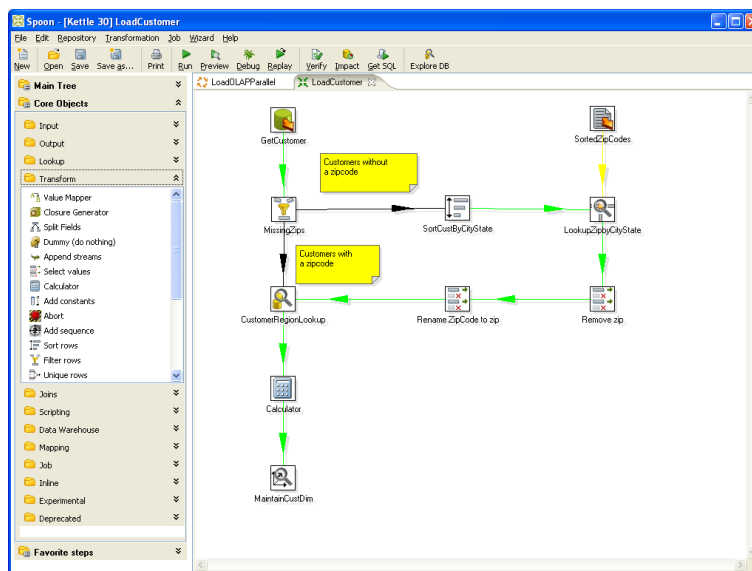 Spoon - [Kettle 30] LoadCustomer
File Edit Repository Transformation Job Wizard Help
New Open Save Save as... Print Run Preview Debug Replay Verify Impact Get SQL Explore DB
Main Tree
Core Objects
Input
Output
Lookup
Transform
Value Mapper
Closure Generator
Split Fields
Dummy (do nothing)
Append streams
Select values
Calculator
Add constants
Abort
Add sequence
Sort rows
Filter rows
Unique rows
Joins
Scripting
Data Warehouse
Mapping
Job
Inline
Experimental
Deprecated
Favorite steps
LoadOLAPParallel LoadCustomer
GetCustomer
SortedZipCodes
Customers without
a zipcode
MissingZips
SortCustByCityState
LookupZipbyCityState
Customers with
a zipcode
CustomerRegionLookup
Rename ZipCode to zip
Remove zip
Calculator
MaintainCustDim